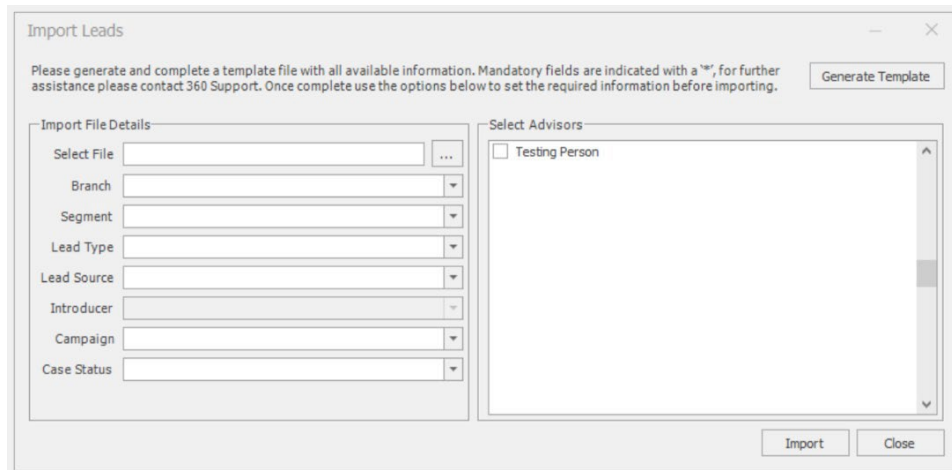 Import Leads
Please generate and complete a template file with all available information. Mandatory fields are indicated with a '*', for further
assistance please contact 360 Support. Once complete use the options below to set the required information before importing.
Generate Template
Import File Details
Select File
...
Branch
Segment
Lead Type
Lead Source
Introducer
Campaign
Case Status
Select Advisors
Testing Person
Import
Close